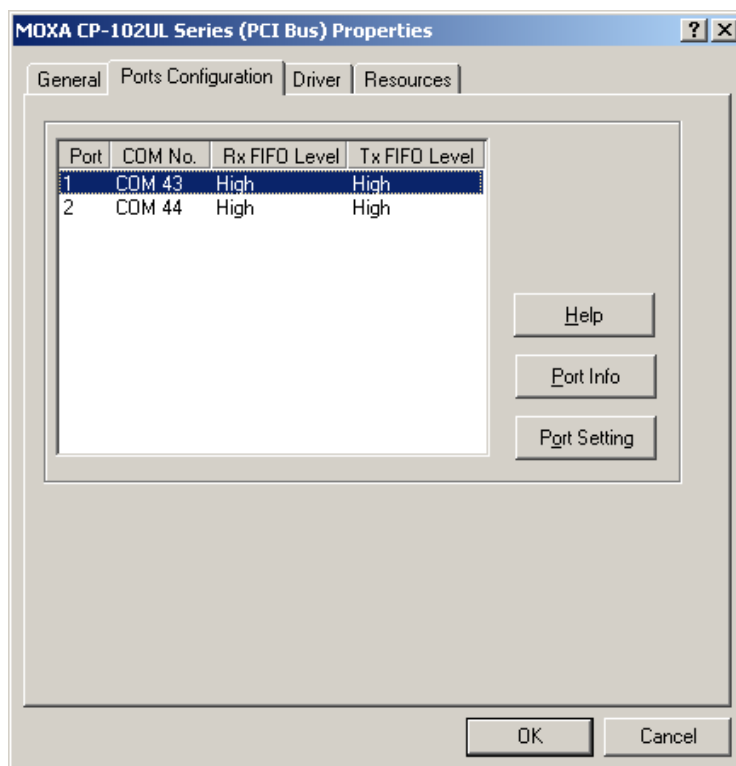 MOXA CP-102UL Series (PCI Bus) Properties
General Ports Configuration Driver Resources
Port COM No. Rx FIFO Level Tx FIFO Level
1 COM 43 High High
2 COM 44 High High
Help
Port Info
Port Setting
OK Cancel